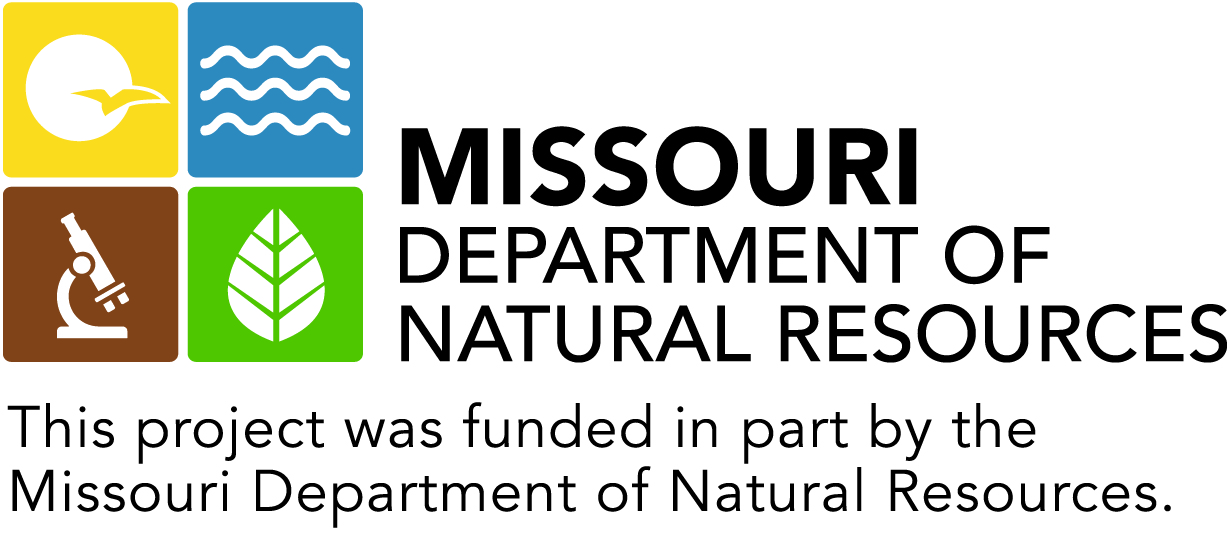 MISSOURI
DEPARTMENT OF
NATURAL RESOURCES
This project was funded in part by the
Missouri Department of Natural Resources.